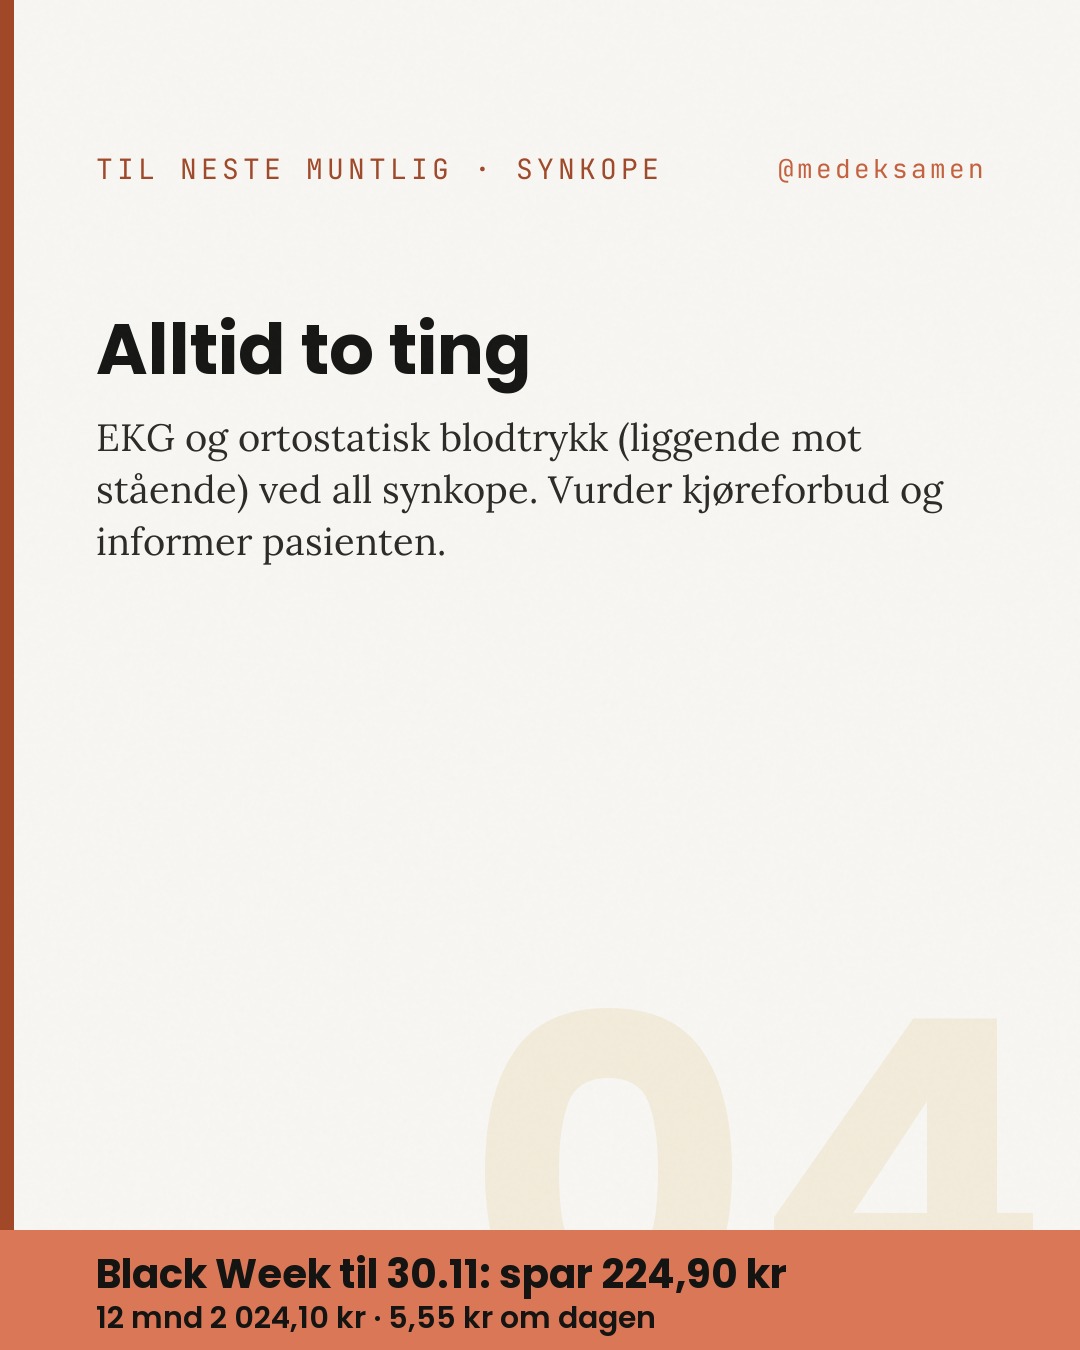 TIL NESTE MUNTLIG · SYNKOPE
@medeksamen
Alltid to ting
EKG og ortostatisk blodtrykk (liggende mot
stående) ved all synkope. Vurder kjøreforbud og
informer pasienten.
04
Black Week til 30.11: spar 224,90 kr
12 mnd 2 024,10 kr · 5,55 kr om dagen